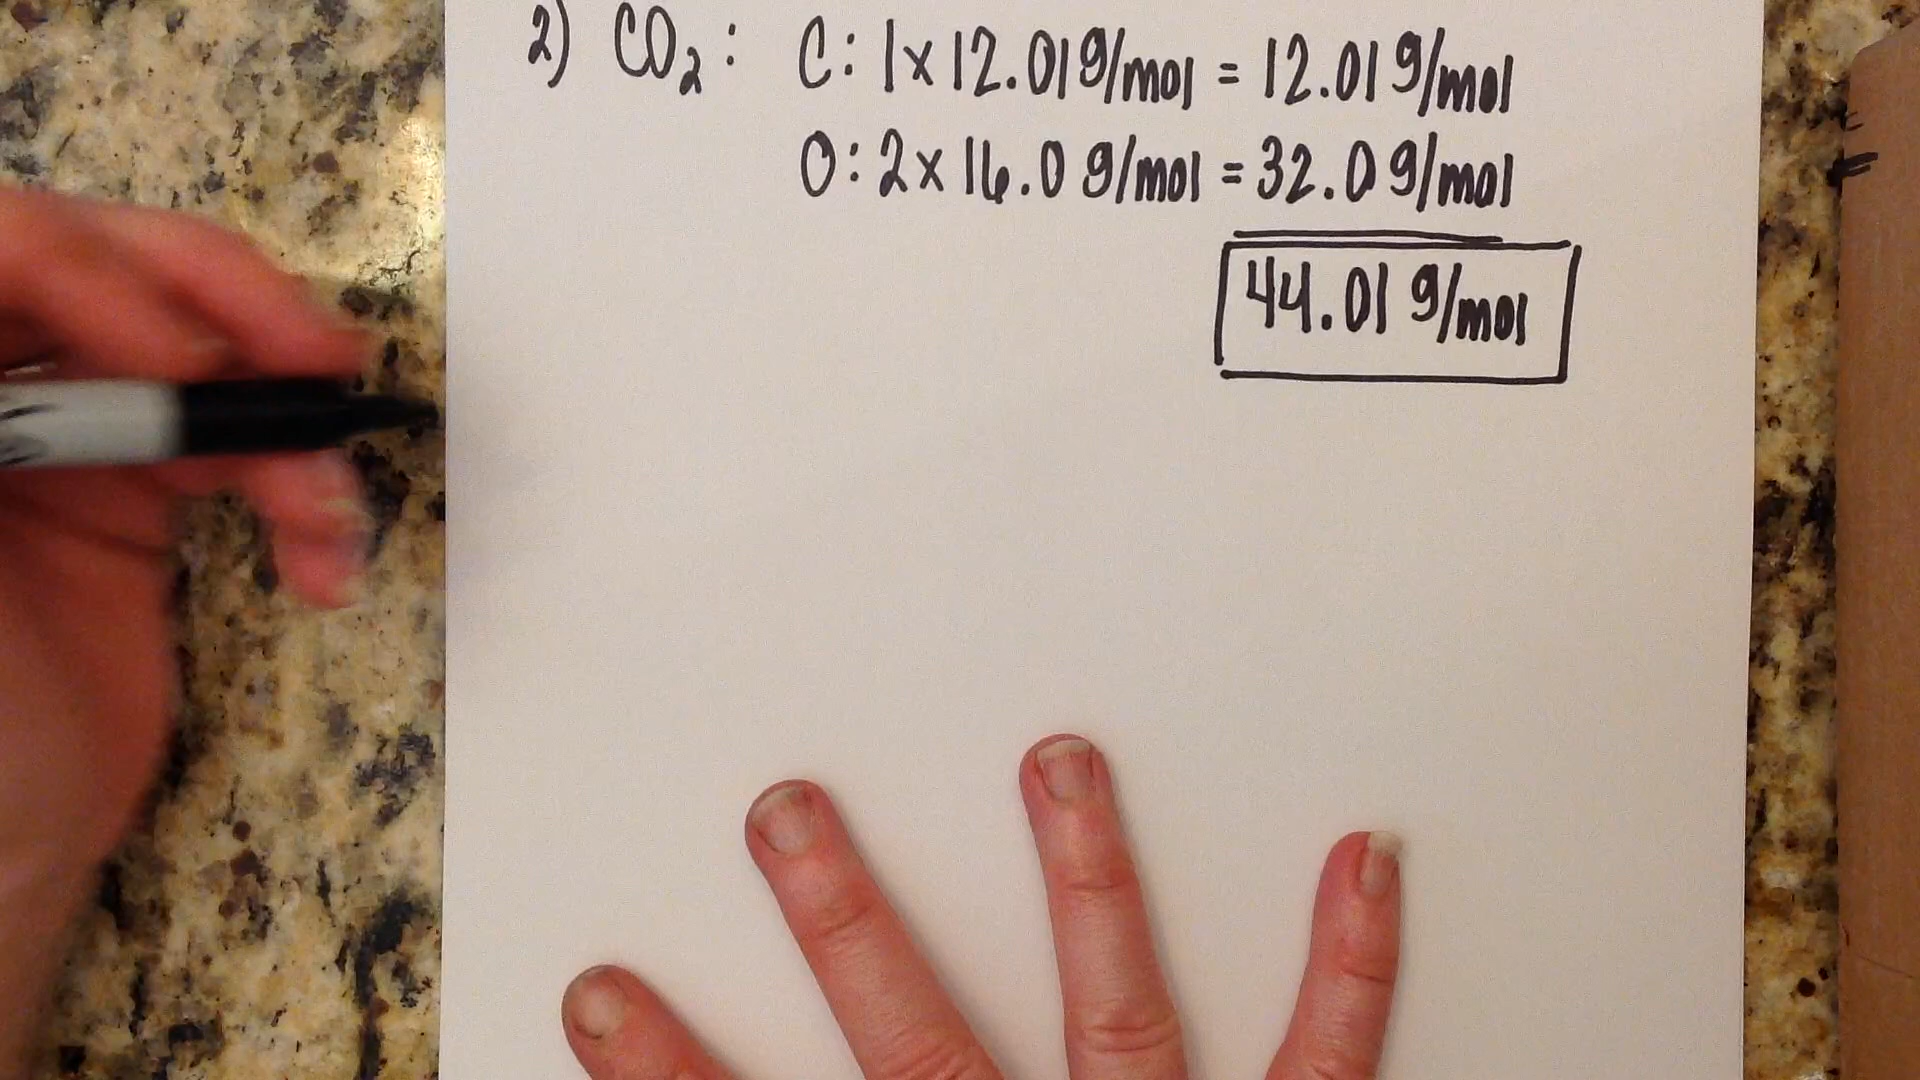 2) CO₂: C: 1 x 12.01 g/mol = 12.01 g/mol
O: 2 x 16.0 g/mol = 32.0 g/mol
44.01 g/mol